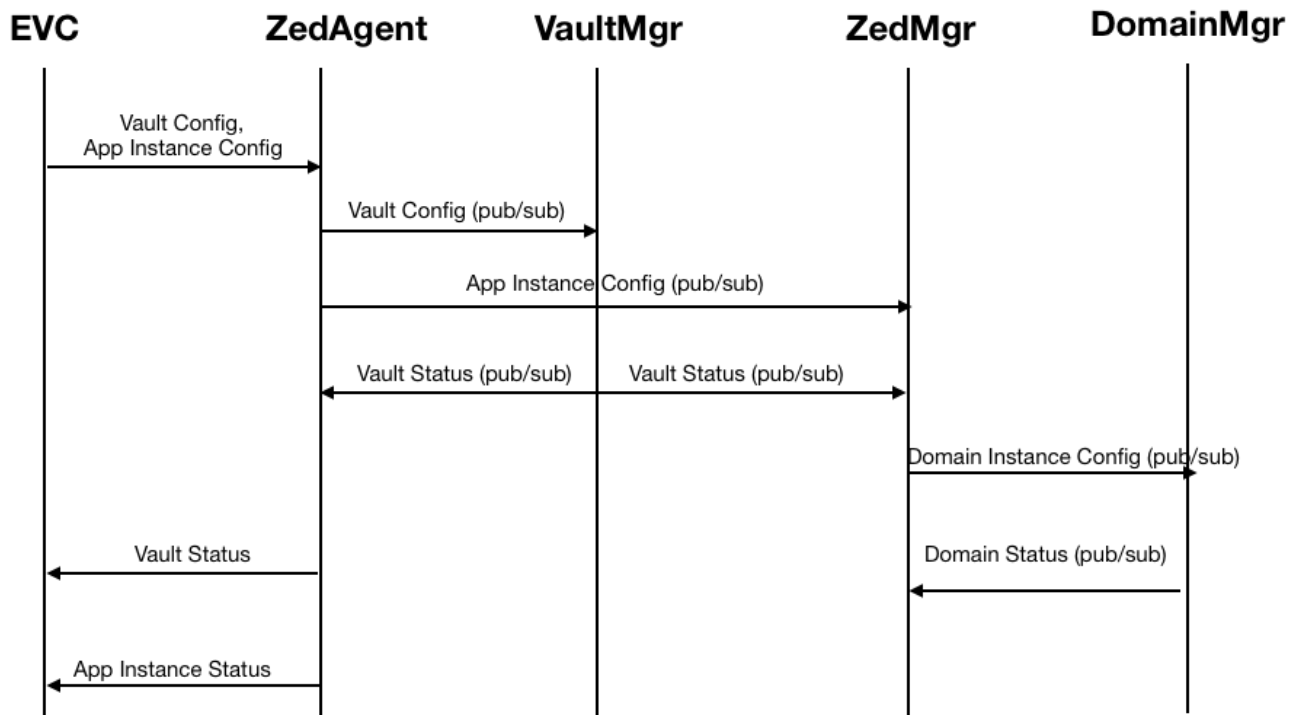 EVC
ZedAgent
VaultMgr
ZedMgr
DomainMgr
Vault Config,
App Instance Config
Vault Config (pub/sub)
App Instance Config (pub/sub)
Vault Status (pub/sub)
Vault Status (pub/sub)
Domain Instance Config (pub/sub)
Vault Status
Domain Status (pub/sub)
App Instance Status